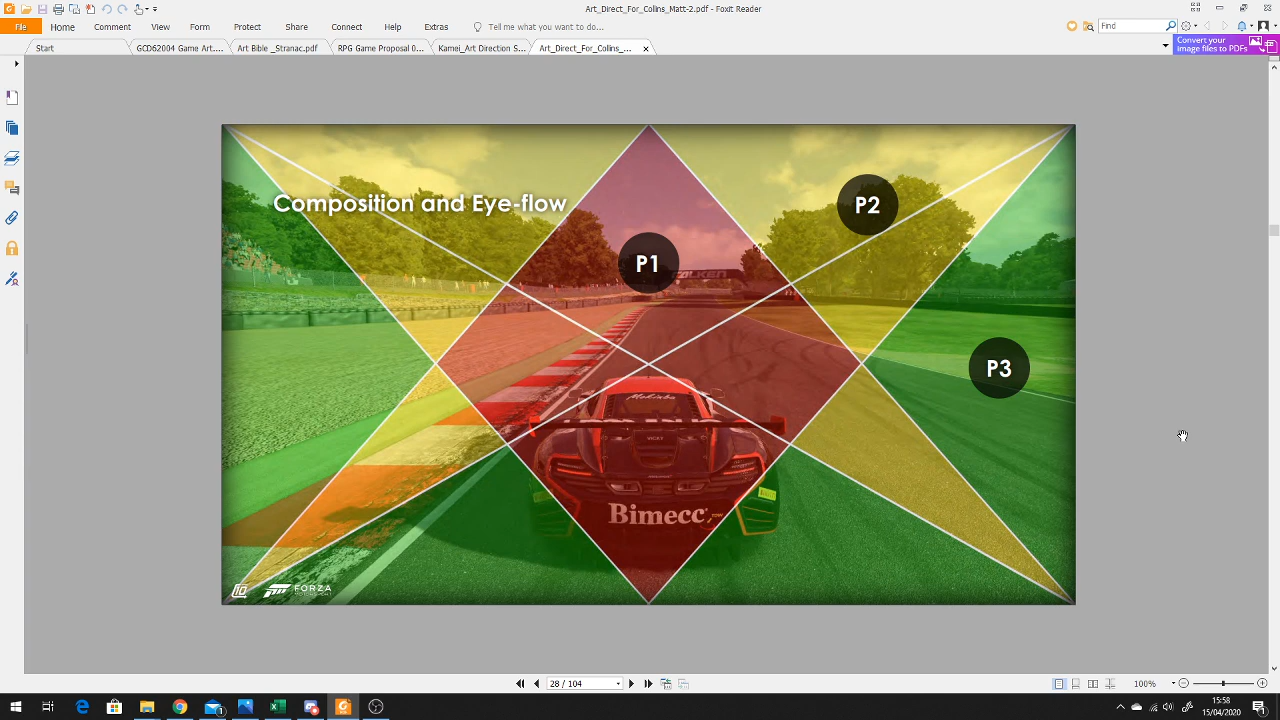 Art_Direct_For_Collins_Matt-2.pdf - Foxit Reader
File Home Comment View Form Protect Share Connect Help Extras Tell me what you want to do... Find
Start GCD62004 Game Art.... Art Bible _Stranac.pdf RPG Game Proposal 0... Kamei_Art Direction S... Art_Direct_For_Collins_...
Convert your
image files to PDFs
Composition and Eye-flow
P1
P2
P3
FALKEN
VICKY
Bimecc
FORZA
28 / 104
100%
15:58
15/04/2020